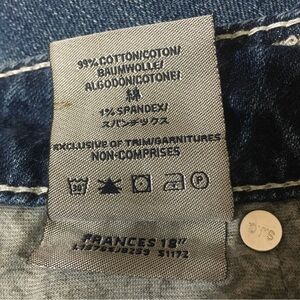 99% COTTON/COTON/
BAUMWOLLE/
ALGODÓN/COTONE/
綿
1% SPANDEX/
スパンデックス
EXCLUSIVE OF TRIM/GARNITURES
NON-COMPRISES
30°
P
FRANCES 18"